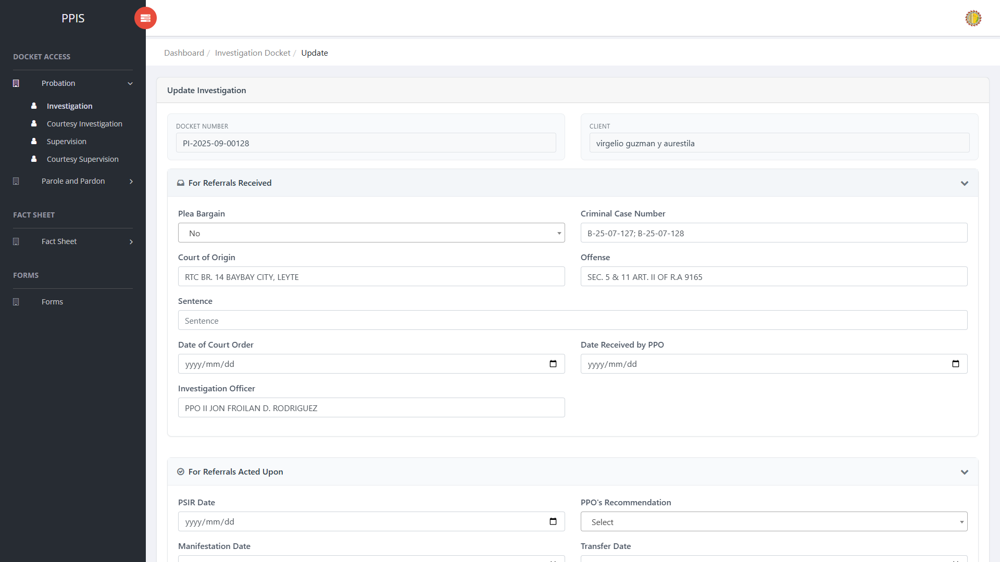 PPIS
DOCKET ACCESS
Probation
Investigation
Courtesy Investigation
Supervision
Courtesy Supervision
Parole and Pardon
FACT SHEET
Fact Sheet
FORMS
Forms
Dashboard / Investigation Docket / Update
Update Investigation
DOCKET NUMBER
PI-2025-09-00128
CLIENT
virgelio guzman y aurestila
For Referrals Received
Plea Bargain
No
Criminal Case Number
B-25-07-127; B-25-07-128
Court of Origin
RTC BR. 14 BAYBAY CITY, LEYTE
Offense
SEC. 5 & 11 ART. II OF R.A 9165
Sentence
Sentence
Date of Court Order
yyyy/mm/dd
Date Received by PPO
yyyy/mm/dd
Investigation Officer
PPO II JON FROILAN D. RODRIGUEZ
For Referrals Acted Upon
PSIR Date
yyyy/mm/dd
PPO's Recommendation
Select
Manifestation Date
Transfer Date